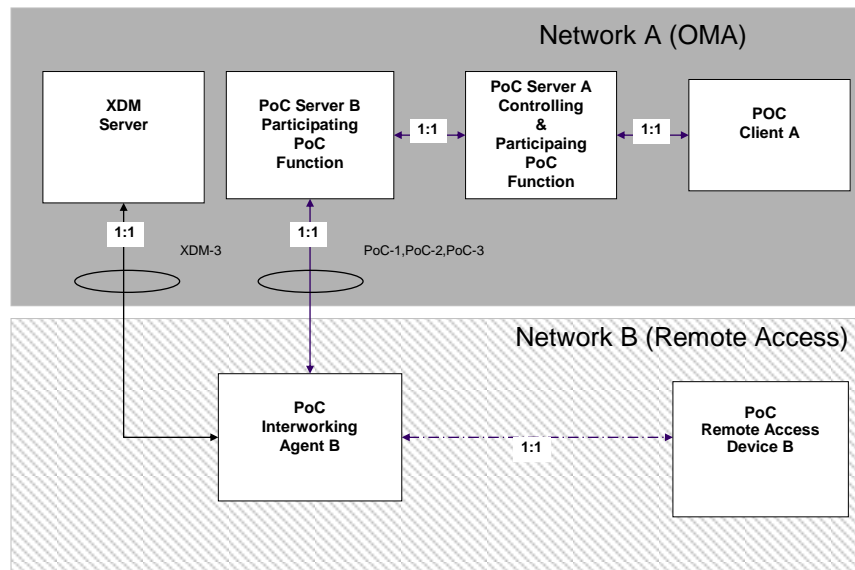 Network A (OMA)
XDM
Server
PoC Server B
Participating
PoC
Function
1:1
PoC Server A
Controlling
&
Participaing
PoC
Function
1:1
POC
Client A
1:1
XDM-3
1:1
PoC-1,PoC-2,PoC-3
Network B (Remote Access)
PoC
Interworking
Agent B
1:1
PoC
Remote Access
Device B